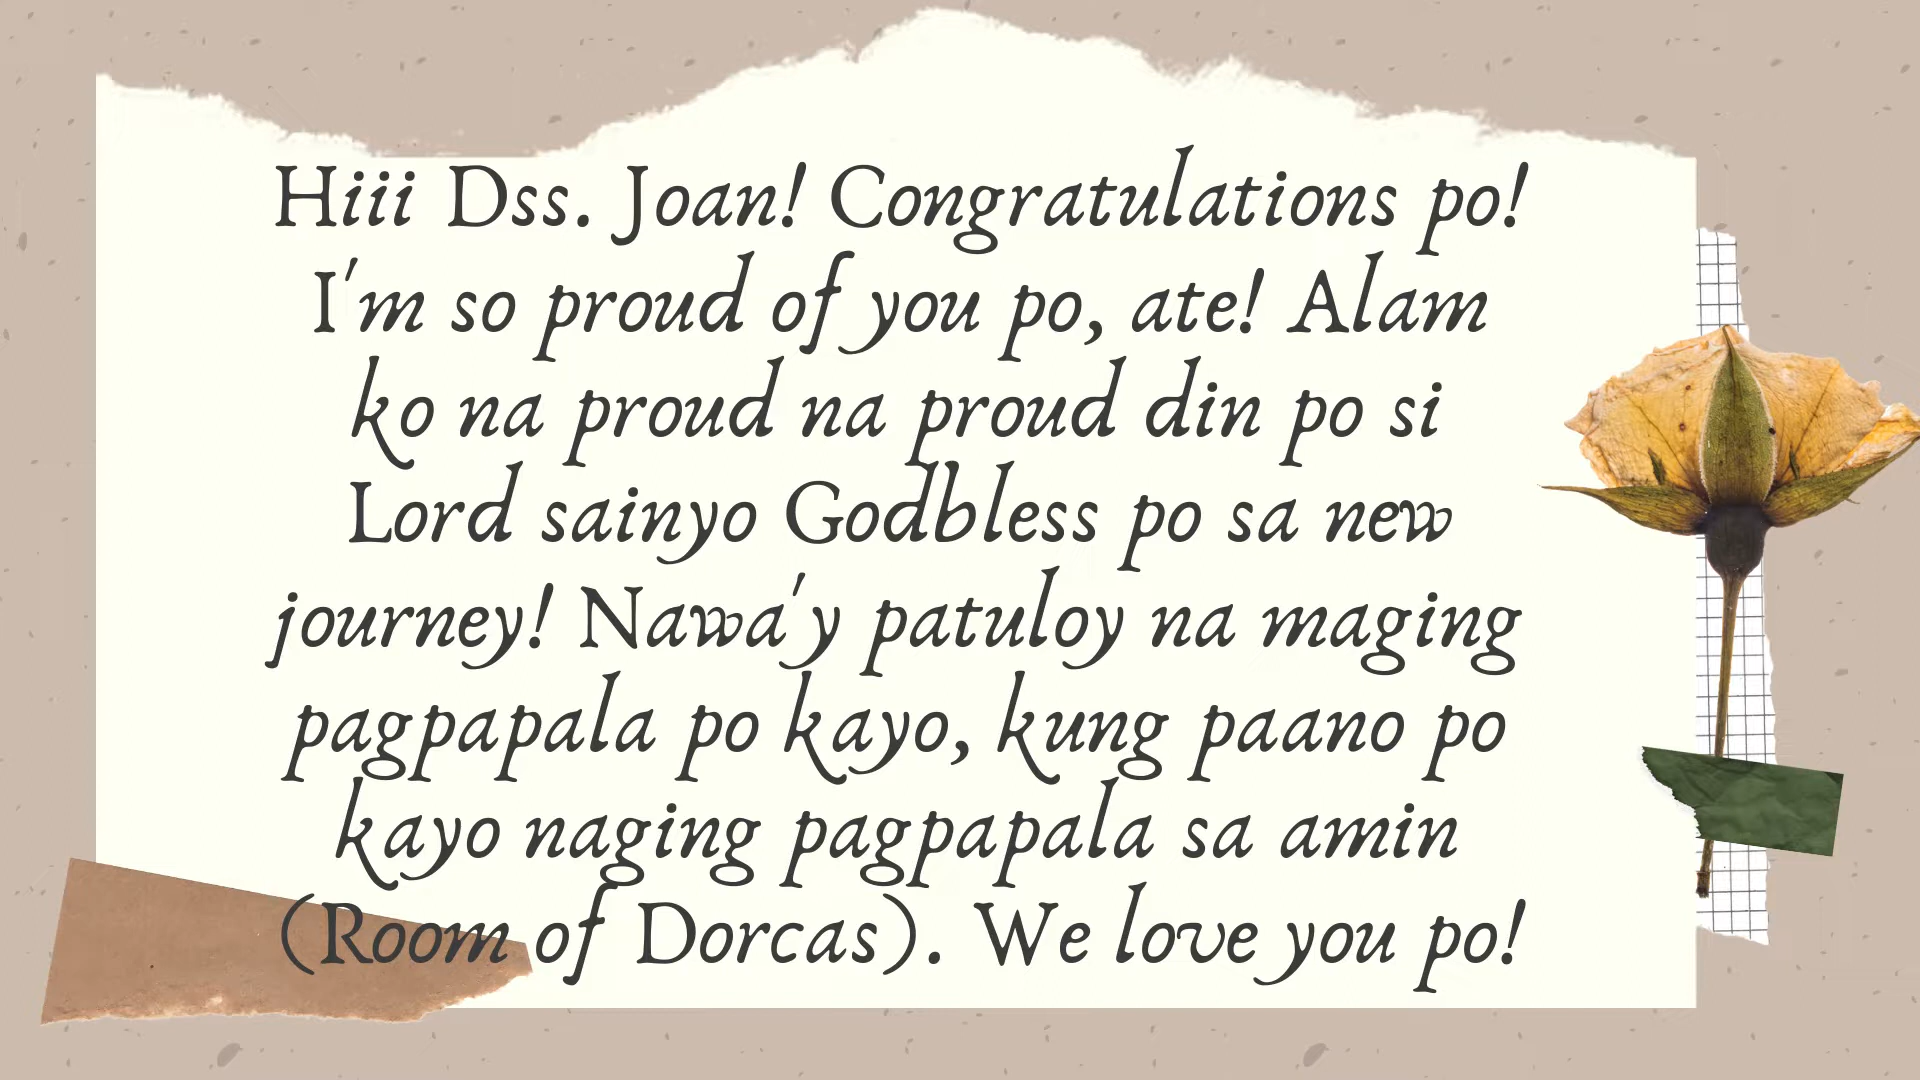 Hiii Dss. Joan! Congratulations po!
I'm so proud of you po, ate! Alam
ko na proud na proud din po si
Lord sainyo Godbless po sa new
journey! Nawa'y patuloy na maging
pagpapala po kayo, kung paano po
kayo naging pagpapala sa amin
(Room of Dorcas). We love you po!